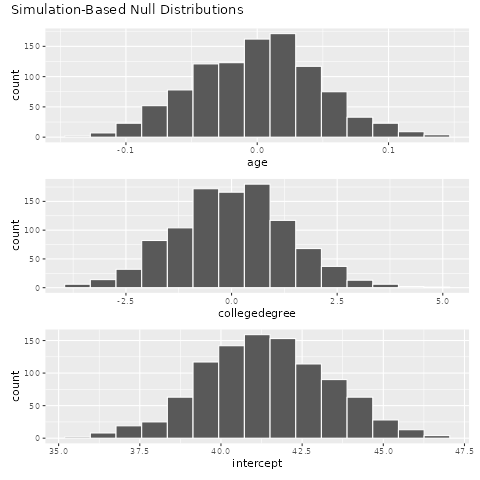 Simulation-Based Null Distributions
count
150
100
50
0
-0.1 0.0 0.1
age
count
150
100
50
0
-2.5 0.0 2.5 5.0
collegedegree
count
150
100
50
0
35.0 37.5 40.0 42.5 45.0 47.5
intercept